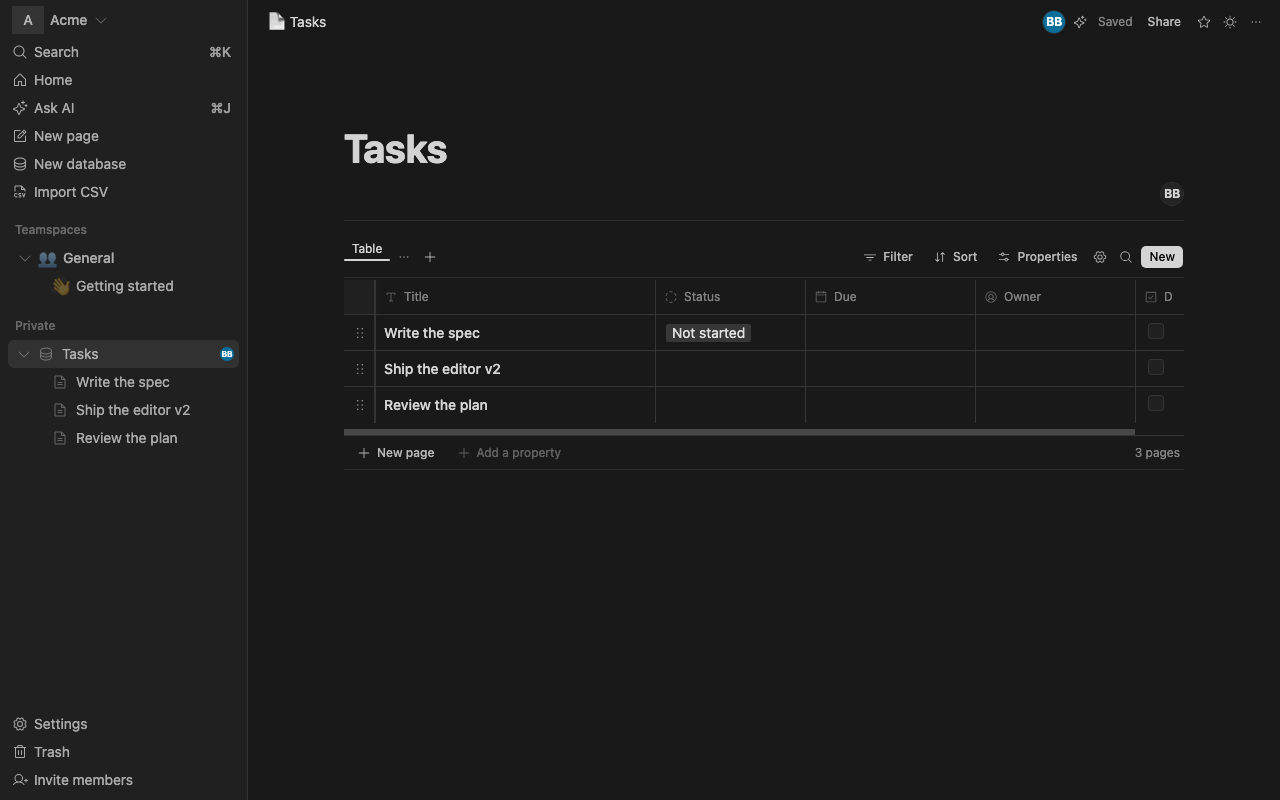 A Acme
Search ⌘K
Home
Ask AI ⌘J
New page
New database
CSV Import CSV
Teamspaces
General
Getting started
Private
Tasks BB
Write the spec
Ship the editor v2
Review the plan
Settings
Trash
Invite members
Tasks
BB Saved Share
Tasks
BB
Table
Filter Sort Properties New
Title Status Due Owner D
Write the spec Not started
Ship the editor v2
Review the plan
New page Add a property 3 pages